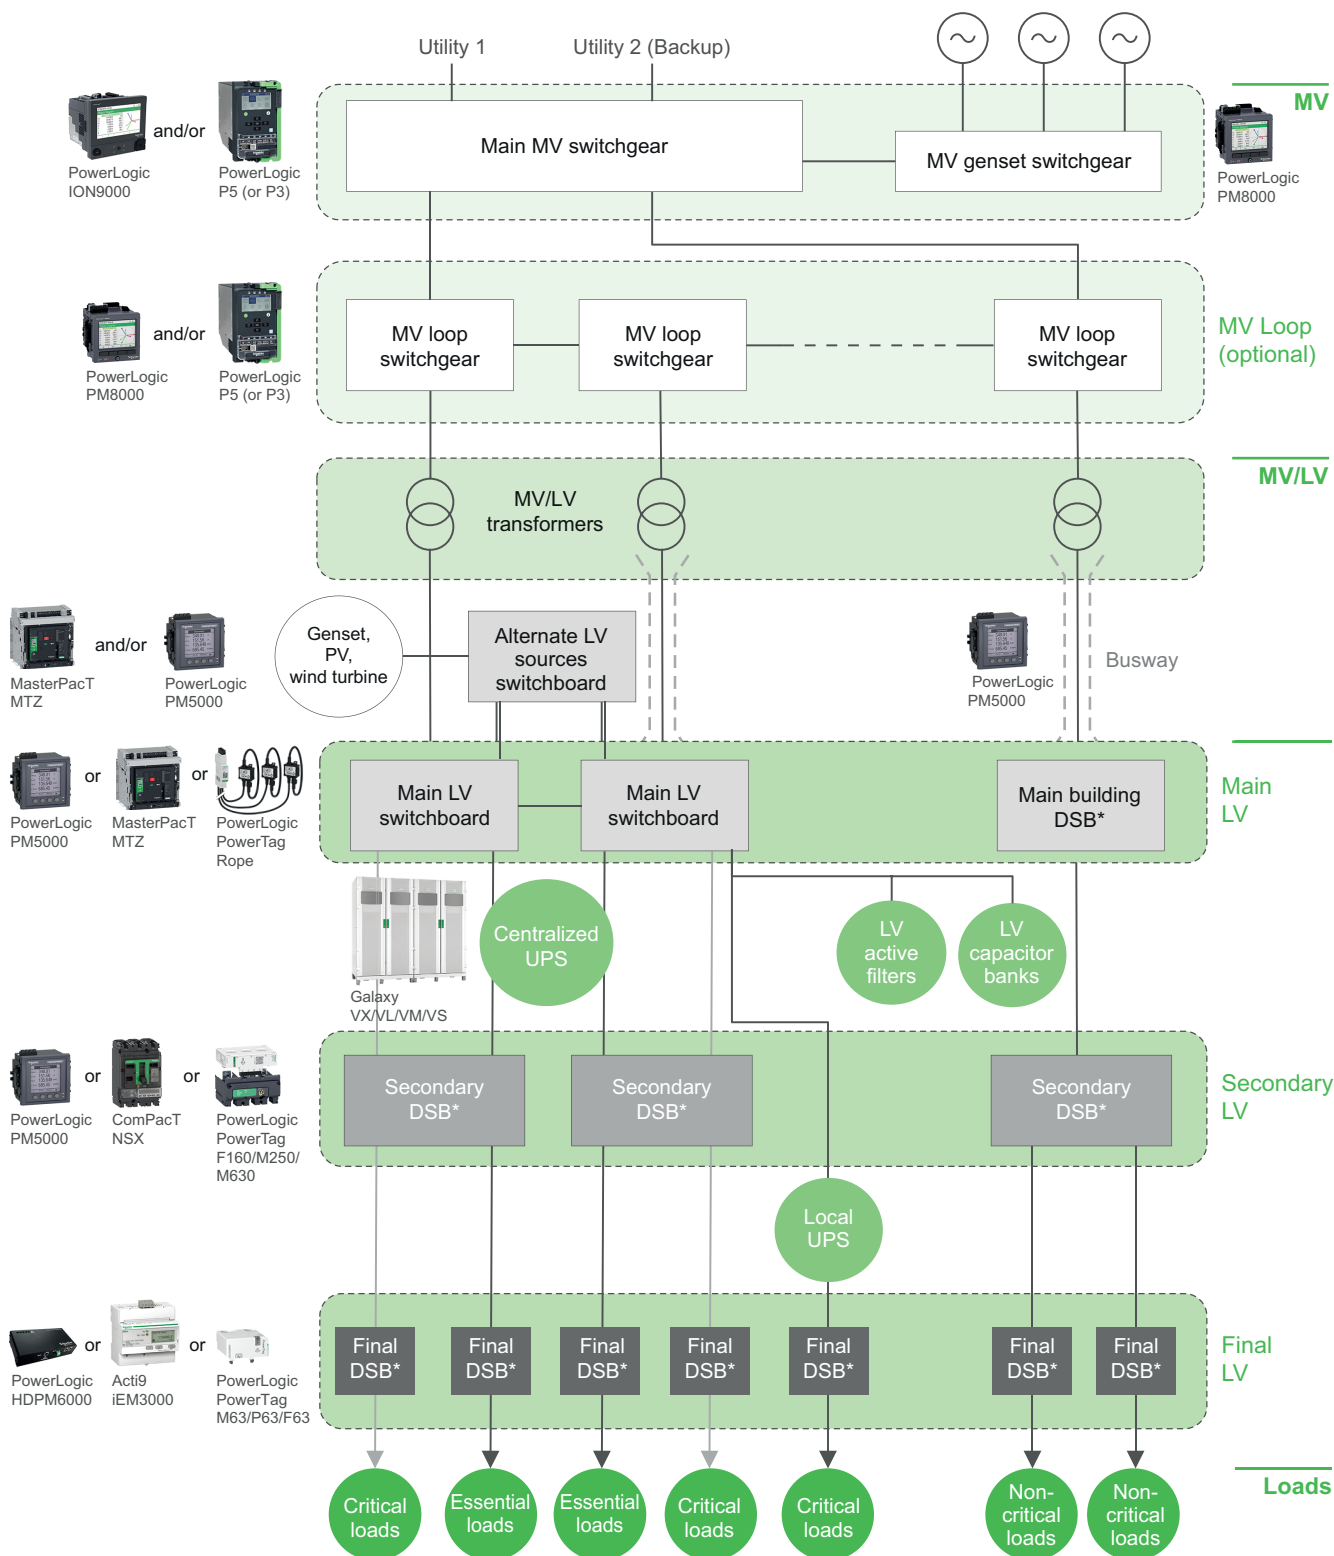 Utility 1
Utility 2 (Backup)
MV
and/or
PowerLogic
ION9000
PowerLogic
P5 (or P3)
Main MV switchgear
MV genset switchgear
PowerLogic
PM8000
and/or
PowerLogic
PM8000
PowerLogic
P5 (or P3)
MV loop
switchgear
MV loop
switchgear
MV loop
switchgear
MV Loop
(optional)
MV/LV
MV/LV
transformers
and/or
MasterPacT
MTZ
PowerLogic
PM5000
Genset,
PV,
wind turbine
Alternate LV
sources
switchboard
PowerLogic
PM5000
Busway
or
or
PowerLogic
PM5000
MasterPacT
MTZ
PowerLogic
PowerTag
Rope
Main LV
switchboard
Main LV
switchboard
Main building
DSB*
Main
LV
Galaxy
VX/VL/VM/VS
Centralized
UPS
LV
active
filters
LV
capacitor
banks
or
or
PowerLogic
PM5000
ComPacT
NSX
PowerLogic
PowerTag
F160/M250/
M630
Secondary
DSB*
Secondary
DSB*
Secondary
DSB*
Secondary
LV
Local
UPS
or
or
PowerLogic
HDPM6000
Acti9
iEM3000
PowerLogic
PowerTag
M63/P63/F63
Final
DSB*
Final
DSB*
Final
DSB*
Final
DSB*
Final
DSB*
Final
DSB*
Final
DSB*
Final
LV
Loads
Critical
loads
Essential
loads
Essential
loads
Critical
loads
Critical
loads
Non-
critical
loads
Non-
critical
loads